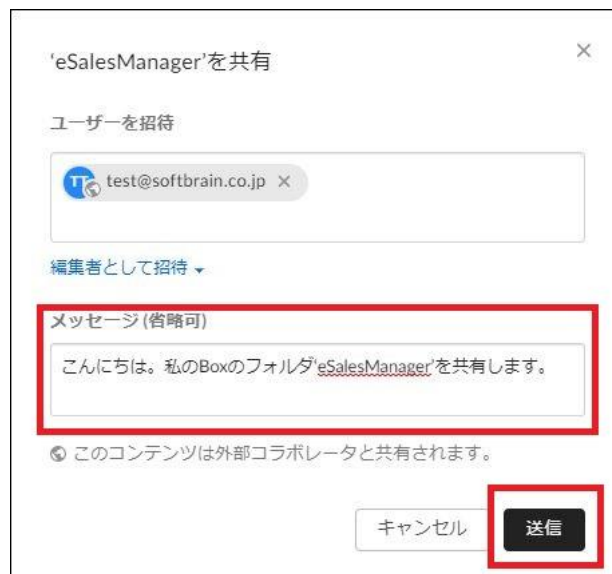 'eSalesManager'を共有
ユーザーを招待
TT test@softbrain.co.jp
編集者として招待
メッセージ (省略可)
こんにちは。私のBoxのフォルダ'eSalesManager'を共有します。
このコンテンツは外部コラボレータと共有されます。
キャンセル 送信